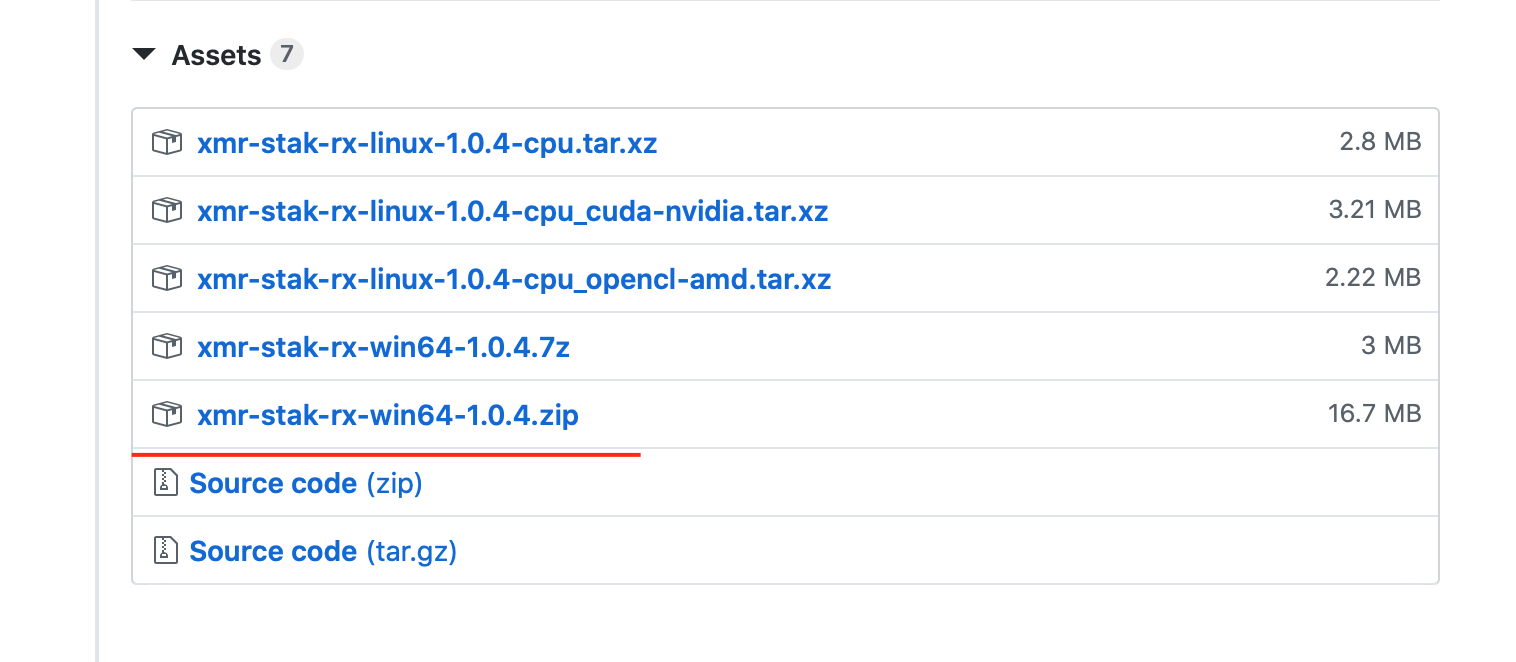 Assets 7
xmr-stak-rx-linux-1.0.4-cpu.tar.xz 2.8 MB
xmr-stak-rx-linux-1.0.4-cpu_cuda-nvidia.tar.xz 3.21 MB
xmr-stak-rx-linux-1.0.4-cpu_opencl-amd.tar.xz 2.22 MB
xmr-stak-rx-win64-1.0.4.7z 3 MB
xmr-stak-rx-win64-1.0.4.zip 16.7 MB
Source code (zip)
Source code (tar.gz)